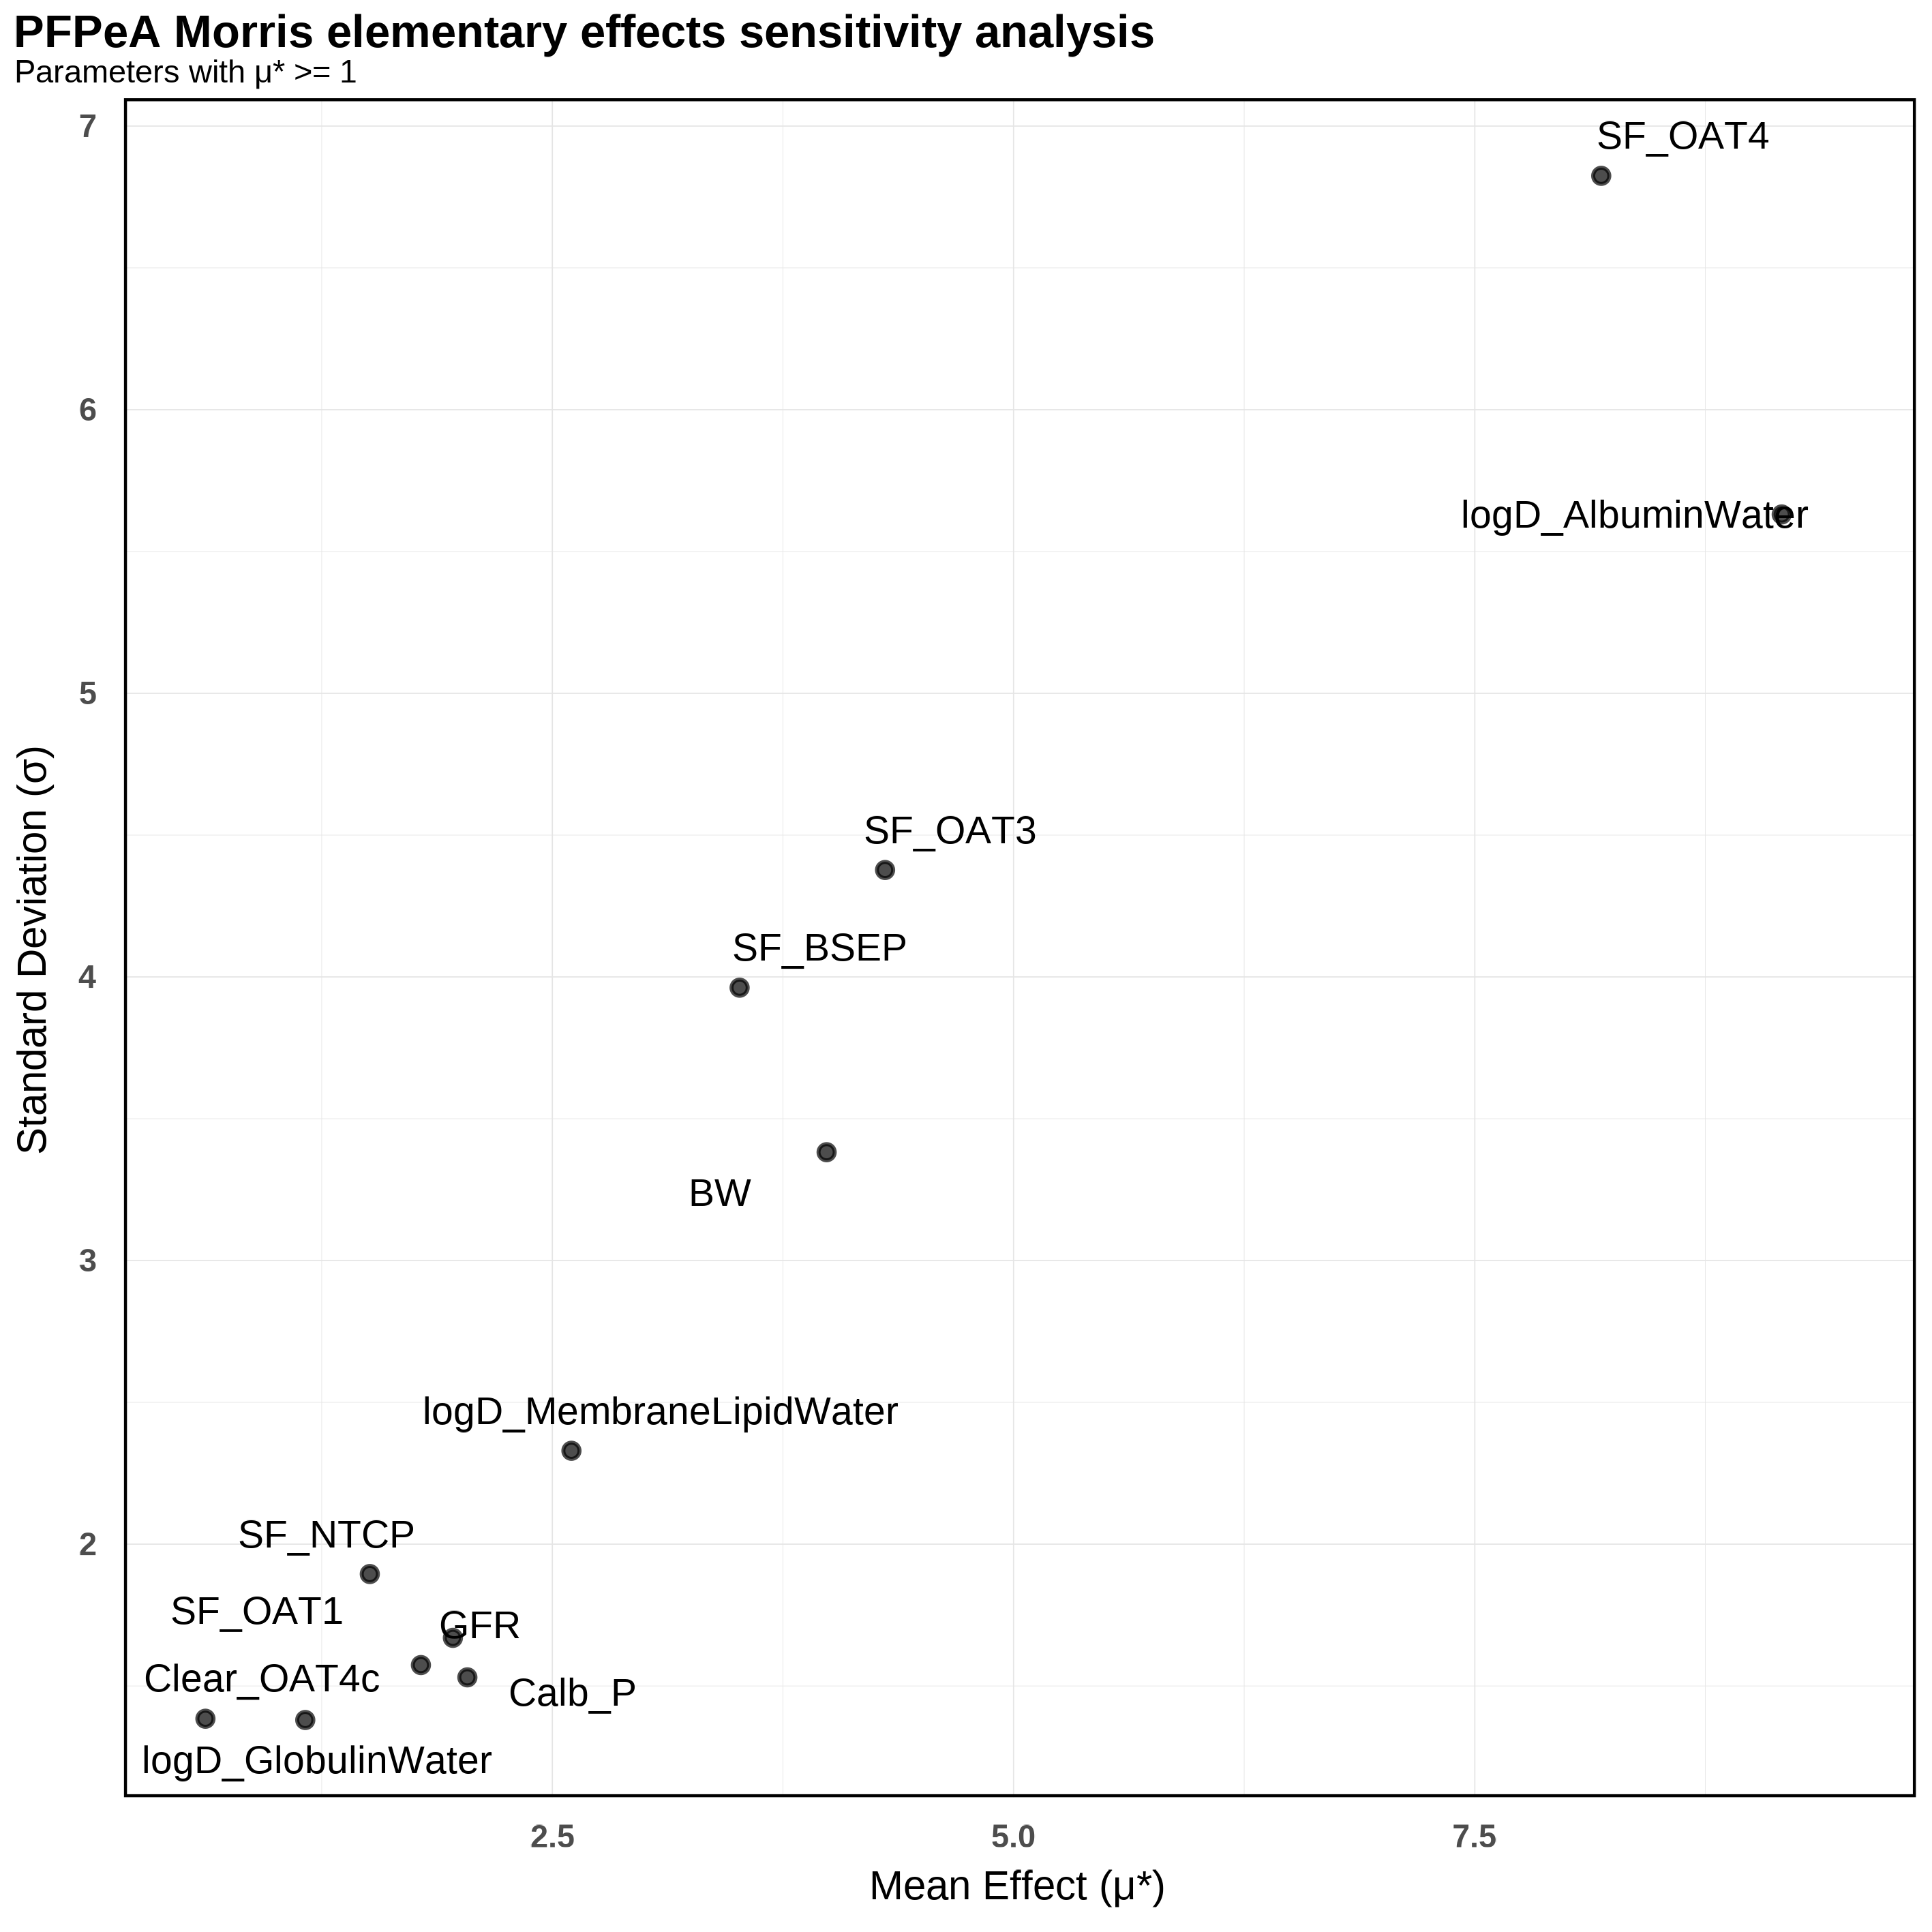 PFPeA Morris elementary effects sensitivity analysis
Parameters with μ* >= 1
7
6
5
4
3
2
Standard Deviation (σ)
SF_OAT4
logD_AlbuminWater
SF_OAT3
SF_BSEP
BW
logD_MembraneLipidWater
SF_NTCP
SF_OAT1
GFR
Clear_OAT4c
Calb_P
logD_GlobulinWater
2.5
5.0
7.5
Mean Effect (μ*)